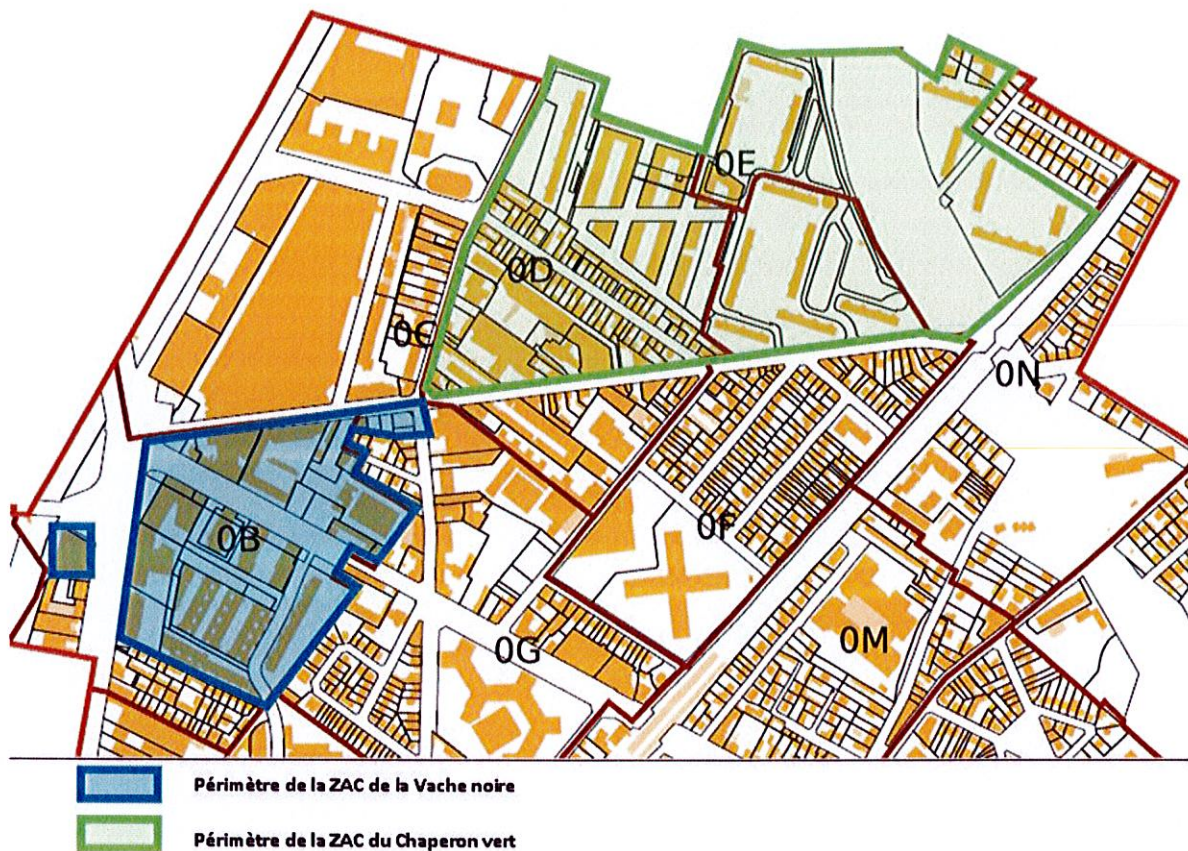 0E
0D
0C
0N
0B
0F
0G
0M
Périmètre de la ZAC de la Vache noire
Périmètre de la ZAC du Chaperon vert